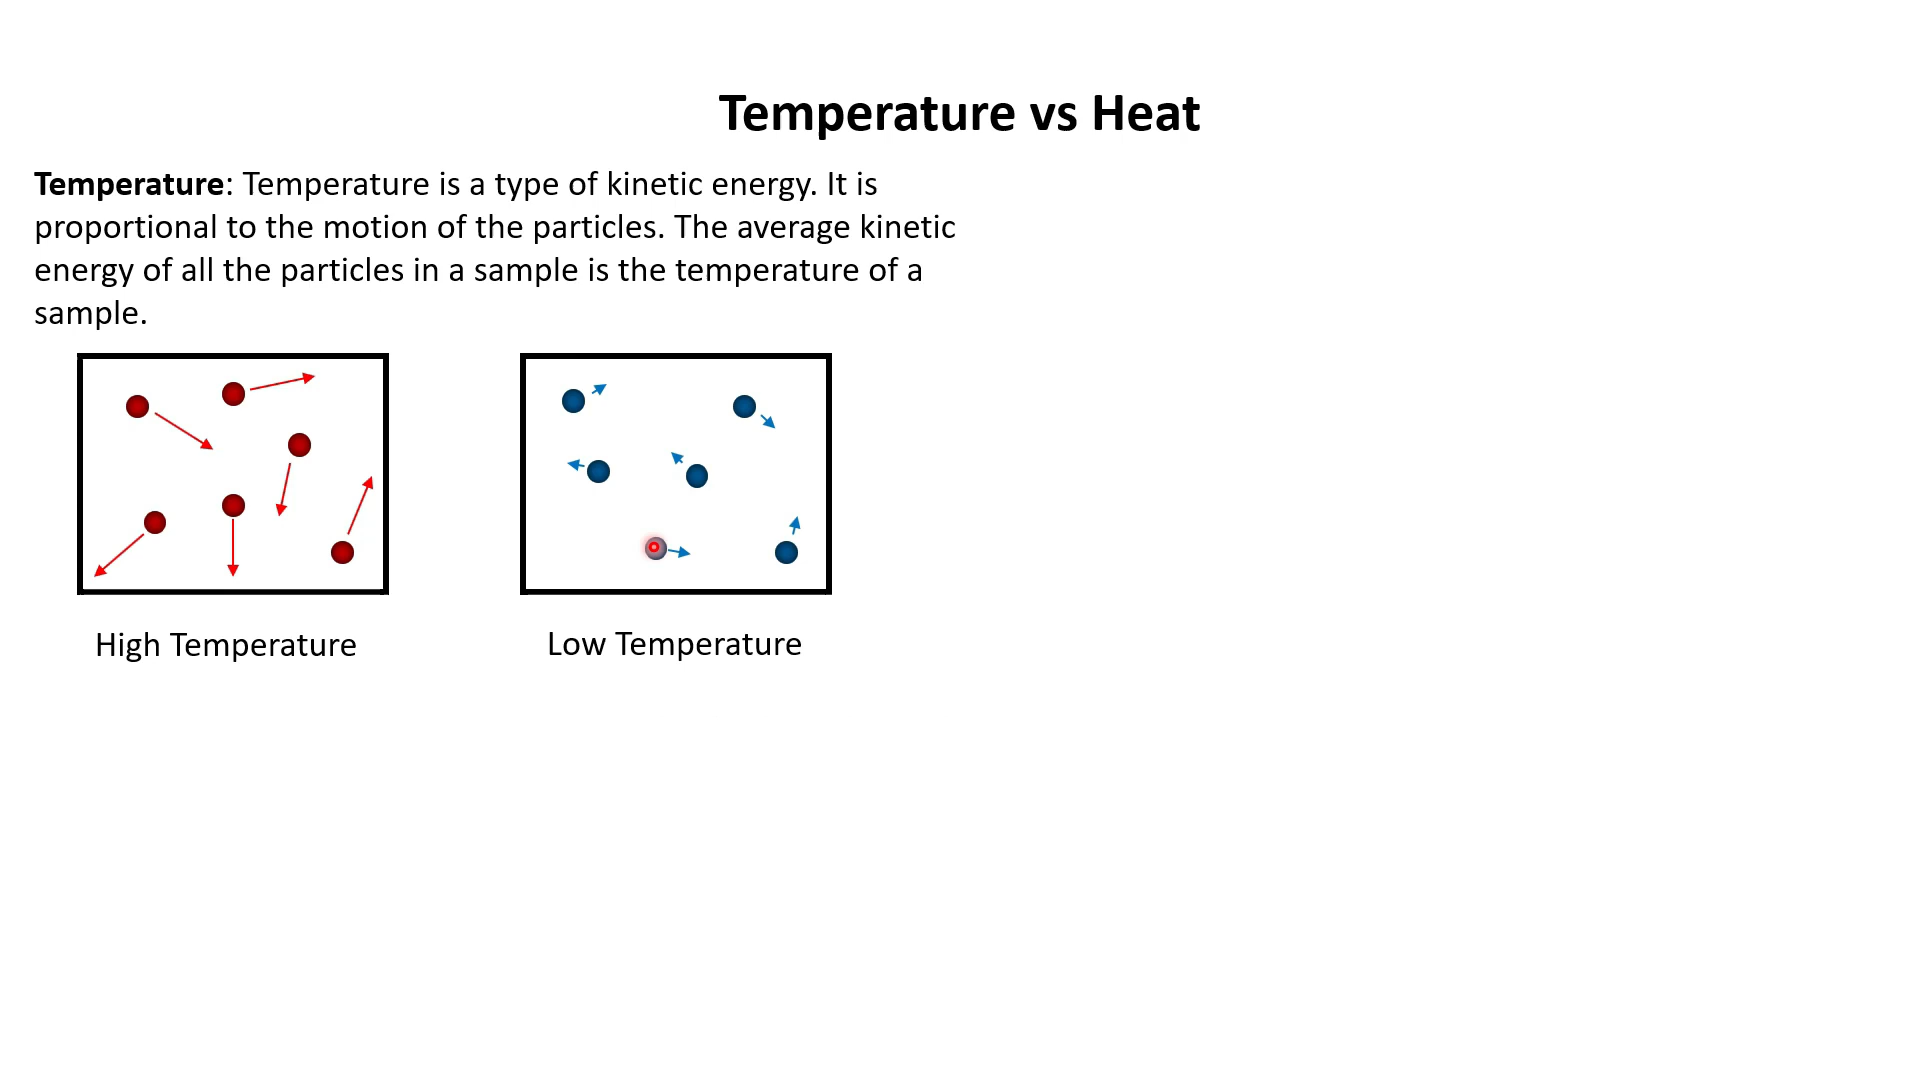 Temperature vs Heat
Temperature: Temperature is a type of kinetic energy. It is
proportional to the motion of the particles. The average kinetic
energy of all the particles in a sample is the temperature of a
sample.
High Temperature
Low Temperature